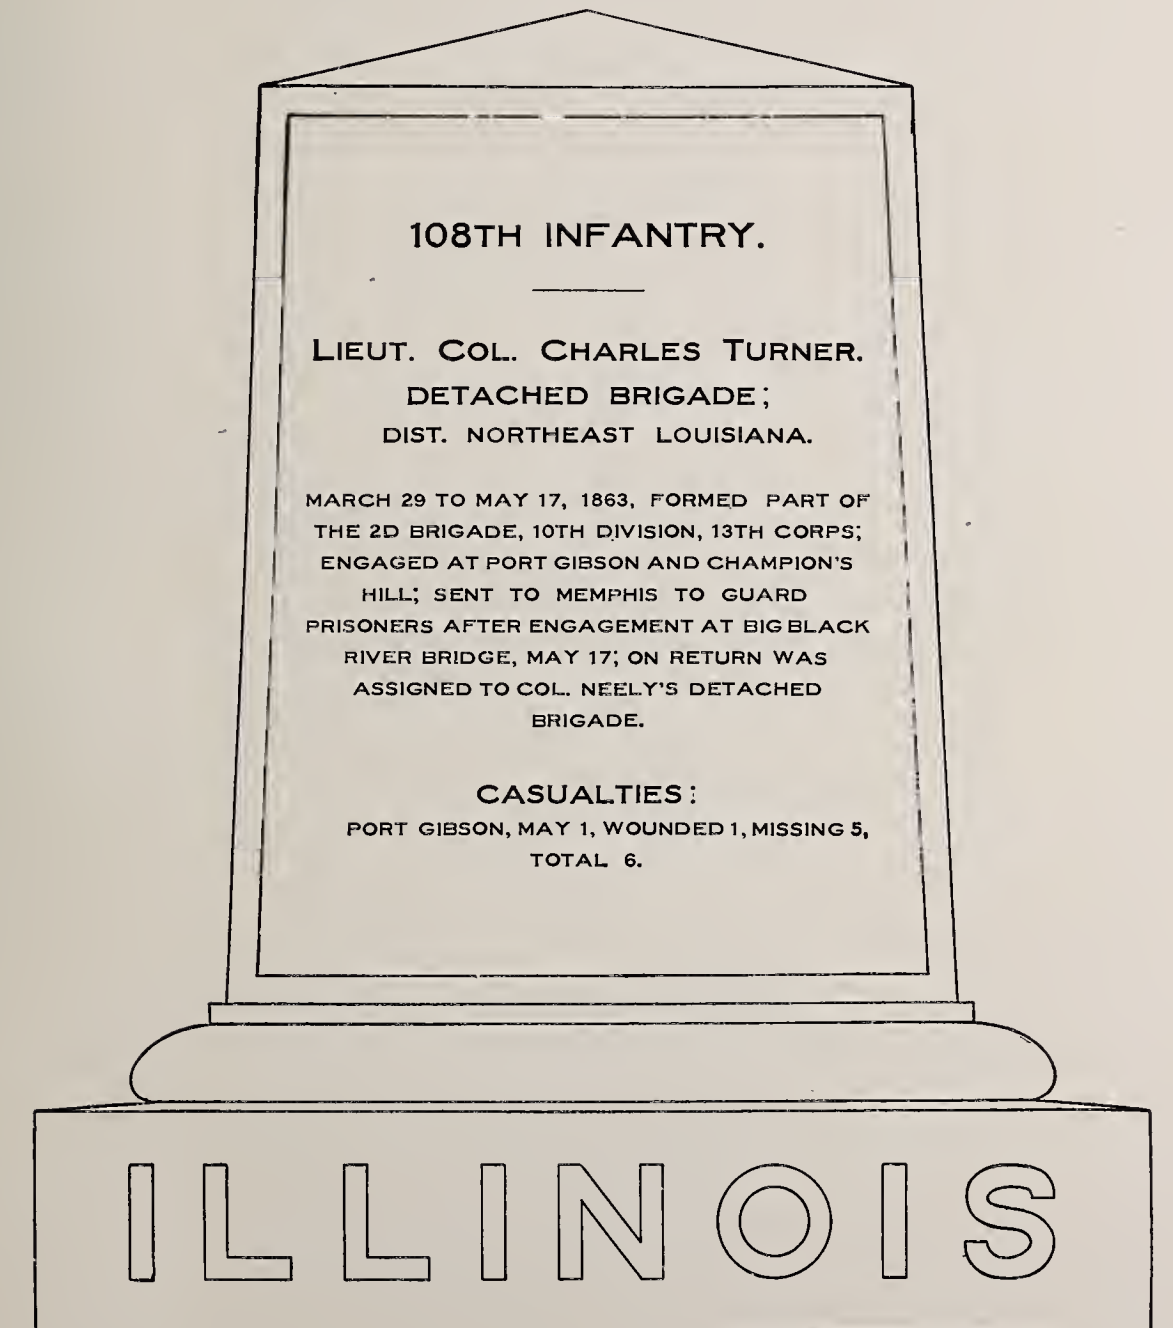 108TH INFANTRY.
LIEUT. COL. CHARLES TURNER.
DETACHED BRIGADE;
DIST. NORTHEAST LOUISIANA.
MARCH 29 TO MAY 17, 1863, FORMED PART OF
THE 2D BRIGADE, 10TH DIVISION, 13TH CORPS;
ENGAGED AT PORT GIBSON AND CHAMPION'S
HILL; SENT TO MEMPHIS TO GUARD
PRISONERS AFTER ENGAGEMENT AT BIG BLACK
RIVER BRIDGE, MAY 17; ON RETURN WAS
ASSIGNED TO COL. NEELY'S DETACHED
BRIGADE.
CASUALTIES:
PORT GIBSON, MAY 1, WOUNDED 1, MISSING 5,
TOTAL 6.
ILLINOIS